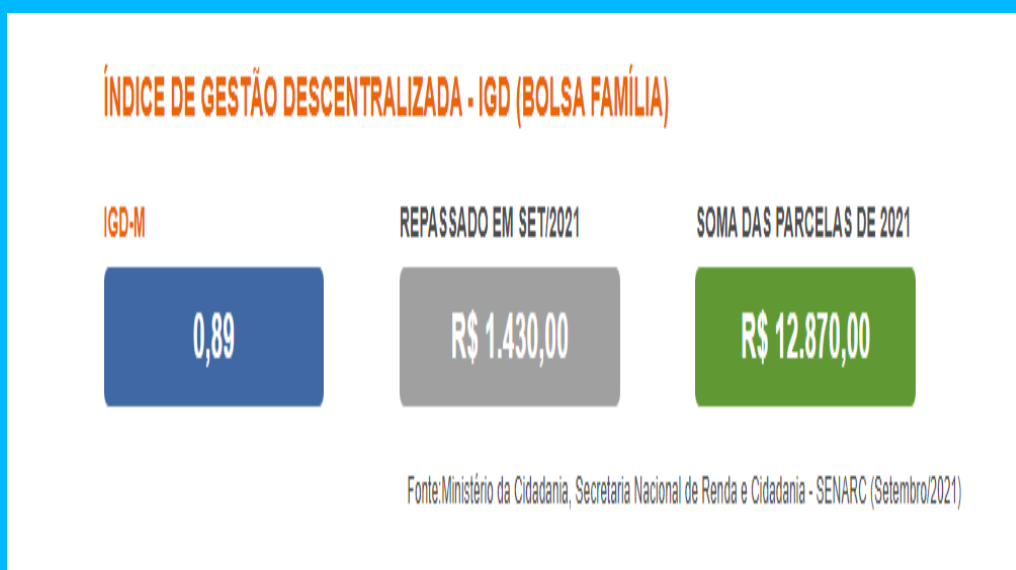 ÍNDICE DE GESTÃO DESCENTRALIZADA - IGD (BOLSA FAMÍLIA)
IGD-M
REPASSADO EM SET/2021
SOMA DAS PARCELAS DE 2021
0,89
R$ 1.430,00
R$ 12.870,00
Fonte:Ministério da Cidadania, Secretaria Nacional de Renda e Cidadania - SENARC (Setembro/2021)